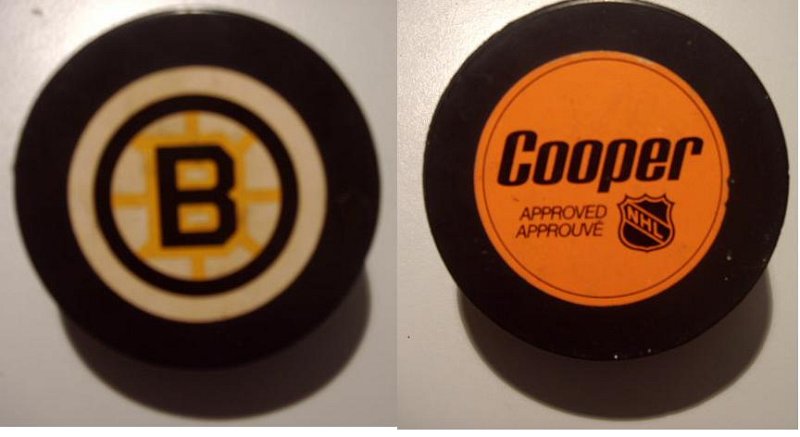 B
Cooper
APPROVED
APPROUVÉ
NHL